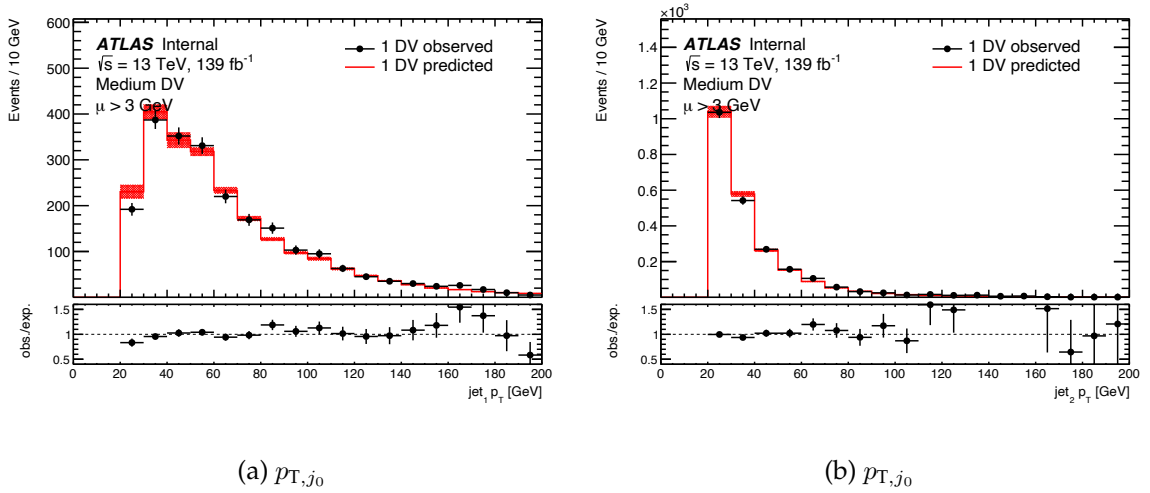 Events / 10 GeV
600
500
400
300
200
100
ATLAS Internal
√s = 13 TeV, 139 fb⁻¹
Medium DV
μ > 3 GeV
1 DV observed
1 DV predicted
obs./exp.
1.5
1
0.5
0 20 40 60 80 100 120 140 160 180 200
jet₁ p_T [GeV]
(a) p_T,j₀
Events / 10 GeV
×10³
1.6
1.4
1.2
1
0.8
0.6
0.4
0.2
ATLAS Internal
√s = 13 TeV, 139 fb⁻¹
Medium DV
μ > 3 GeV
1 DV observed
1 DV predicted
obs./exp.
1.5
1
0.5
0 20 40 60 80 100 120 140 160 180 200
jet₂ p_T [GeV]
(b) p_T,j₀